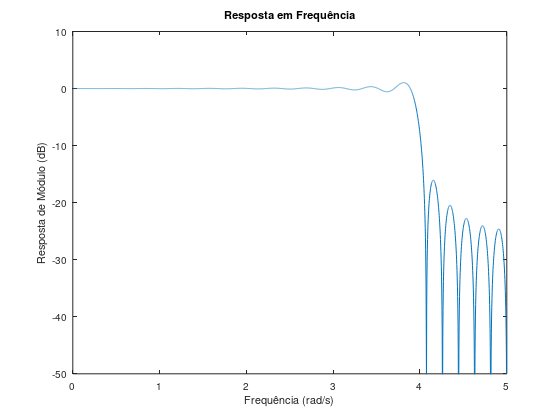 Resposta em Frequência
10
0
-10
-20
-30
-40
-50
Resposta de Módulo (dB)
0 1 2 3 4 5
Frequência (rad/s)